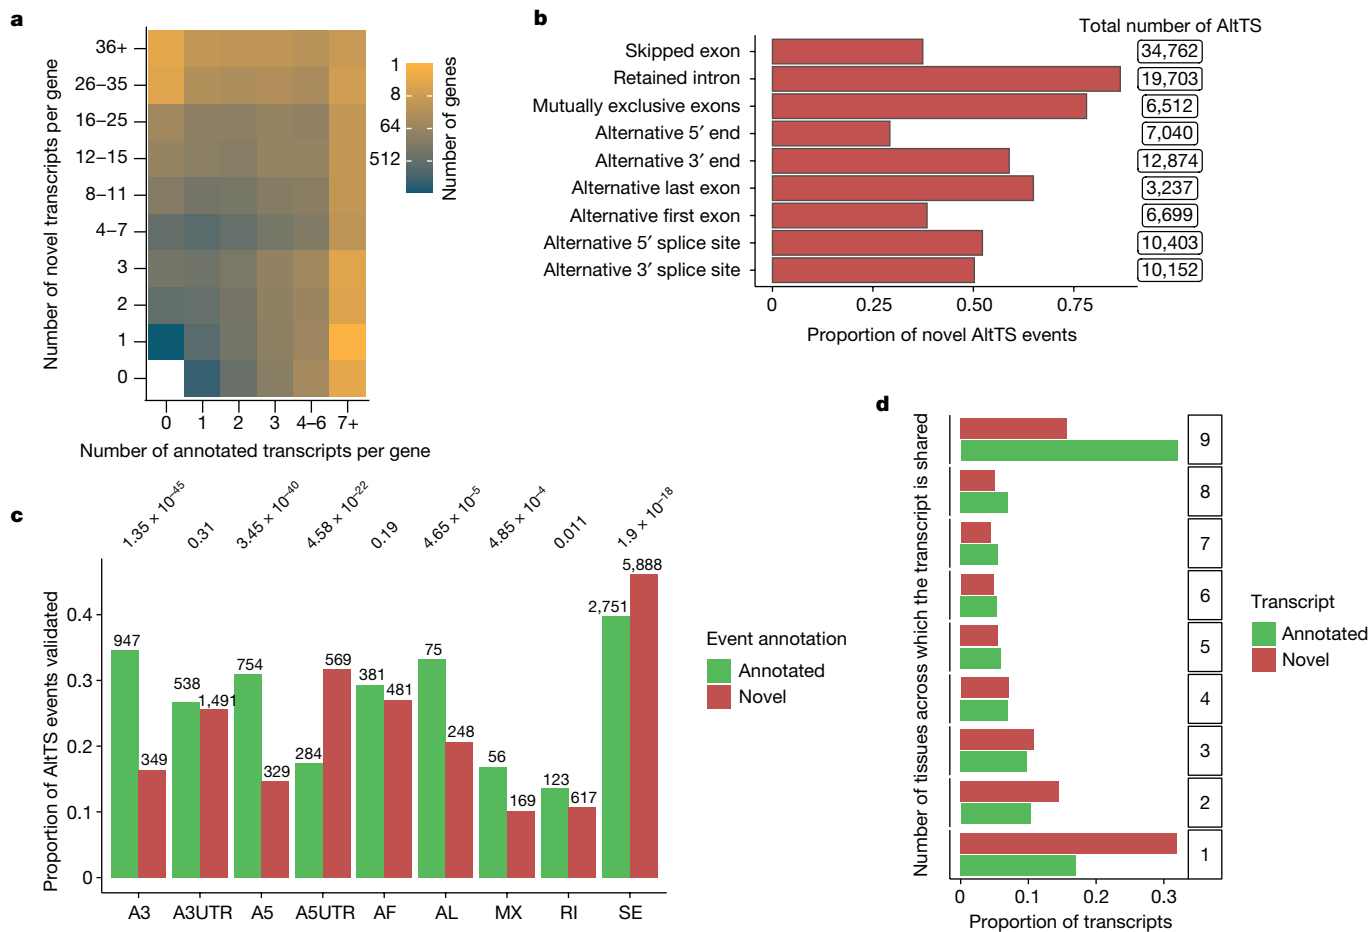 a
Number of novel transcripts per gene
36+
26–35
16–25
12–15
8–11
4–7
3
2
1
0
0 1 2 3 4–6 7+
Number of annotated transcripts per gene
1
8
64
512
Number of genes
b
Total number of AltTS
Skipped exon 34,762
Retained intron 19,703
Mutually exclusive exons 6,512
Alternative 5′ end 7,040
Alternative 3′ end 12,874
Alternative last exon 3,237
Alternative first exon 6,699
Alternative 5′ splice site 10,403
Alternative 3′ splice site 10,152
0 0.25 0.50 0.75
Proportion of novel AltTS events
c
1.35 × 10⁻⁴⁵ 0.31 3.45 × 10⁻⁴⁰ 4.58 × 10⁻²² 0.19 4.65 × 10⁻⁵ 4.85 × 10⁻⁴ 0.011 1.9 × 10⁻¹⁸
Proportion of AltTS events validated
0.4
0.3
0.2
0.1
0
947 349 538 1,491 754 329 284 569 381 481 75 248 56 169 123 617 2,751 5,888
A3 A3UTR A5 A5UTR AF AL MX RI SE
Event annotation
Annotated
Novel
d
Number of tissues across which the transcript is shared
9
8
7
6
5
4
3
2
1
0 0.1 0.2 0.3
Proportion of transcripts
Transcript
Annotated
Novel